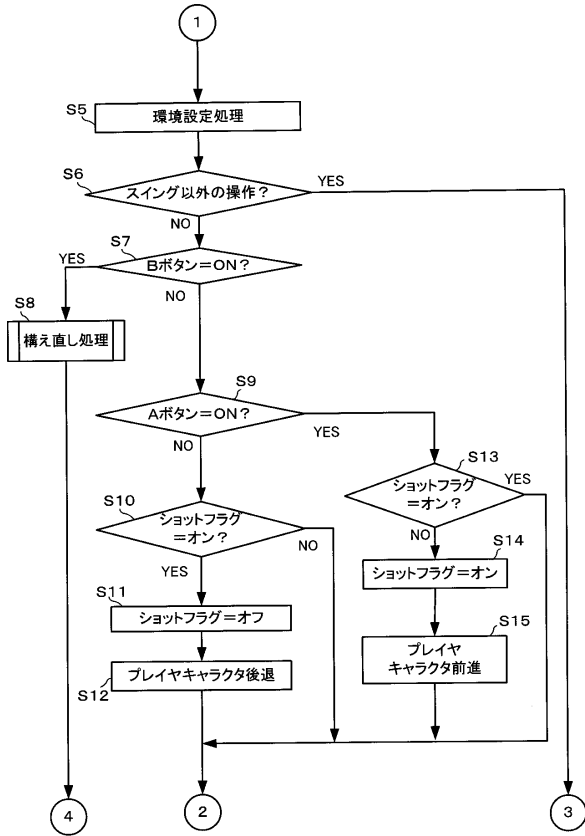 1
S5
環境設定処理
S6
スイング以外の操作？
YES
NO
S7
YES
Bボタン＝ON？
NO
S8
構え直し処理
S9
Aボタン＝ON？
YES
NO
S13
ショットフラグ
＝オン？
YES
NO
S10
ショットフラグ
＝オン？
NO
YES
S14
ショットフラグ＝オン
S11
ショットフラグ＝オフ
S15
プレイヤ
キャラクタ前進
S12
プレイヤキャラクタ後退
4
2
3